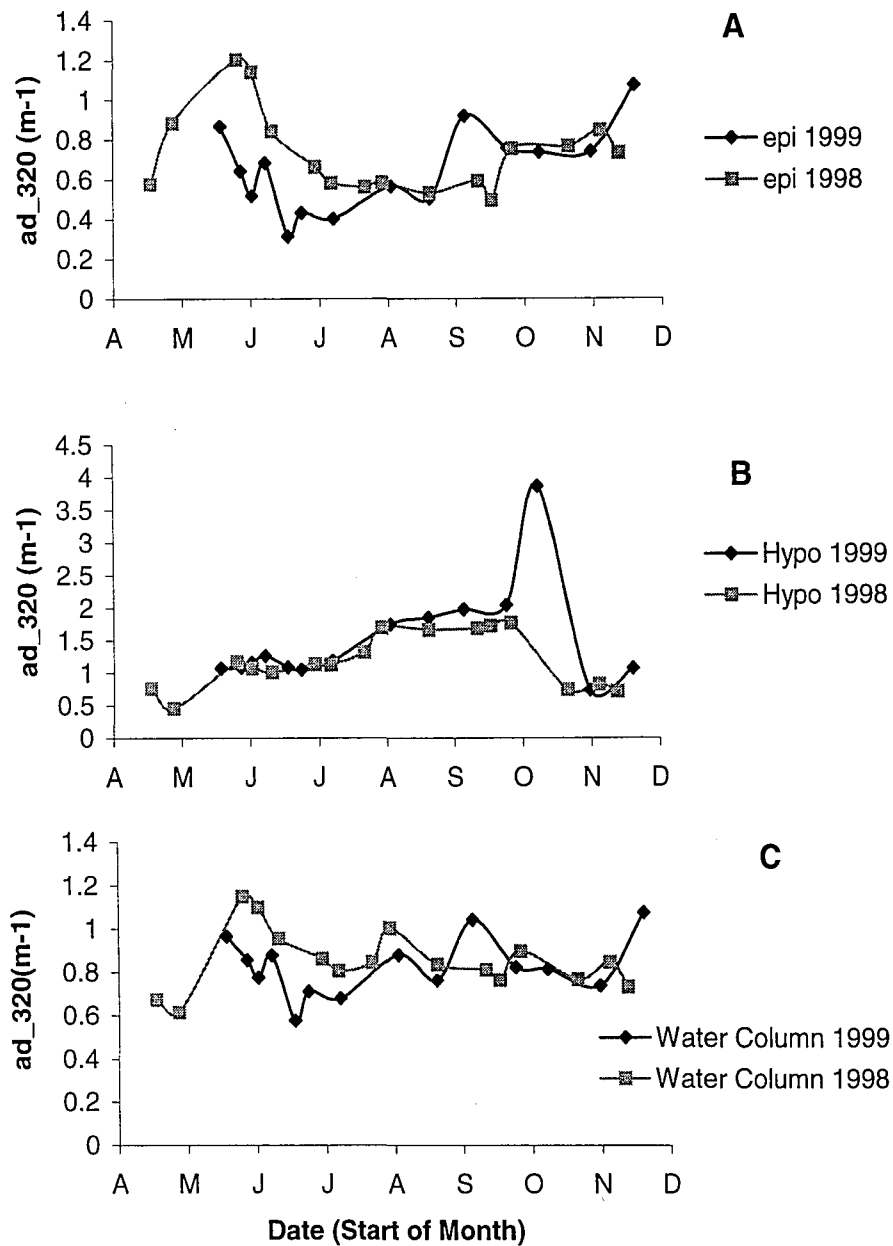 A
1.4
1.2
1
0.8
0.6
0.4
0.2
0
ad_320 (m-1)
A M J J A S O N D
epi 1999
epi 1998
B
4.5
4
3.5
3
2.5
2
1.5
1
0.5
0
ad_320 (m-1)
A M J J A S O N D
Hypo 1999
Hypo 1998
C
1.4
1.2
1
0.8
0.6
0.4
0.2
0
ad_320(m-1)
A M J J A S O N D
Water Column 1999
Water Column 1998
Date (Start of Month)